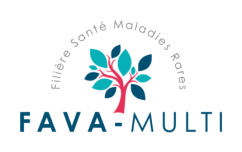 Filière Santé Maladies Rares
FAVA-MULTI